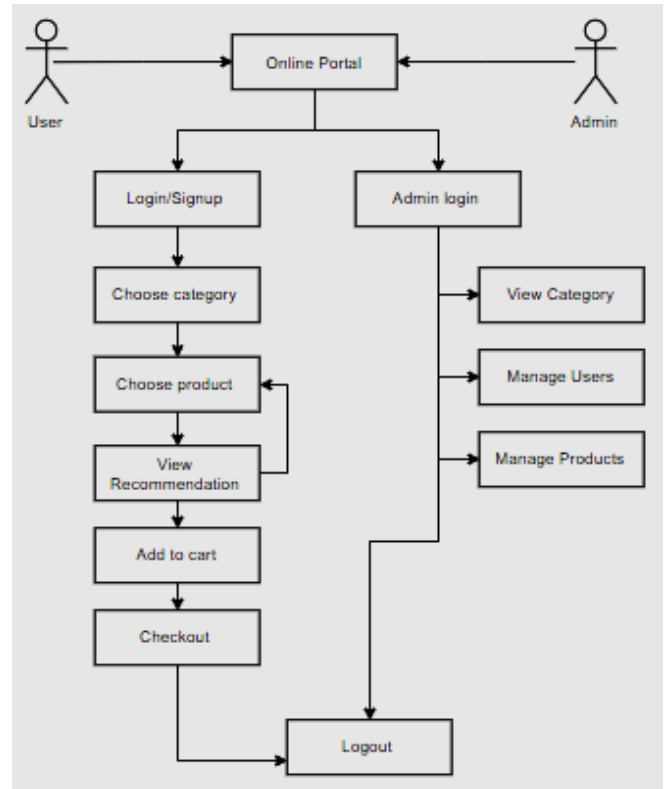 Online Portal
User
Admin
Login/Signup
Admin login
Choose category
View Category
Choose product
Manage Users
View
Recommendation
Manage Products
Add to cart
Checkout
Logout